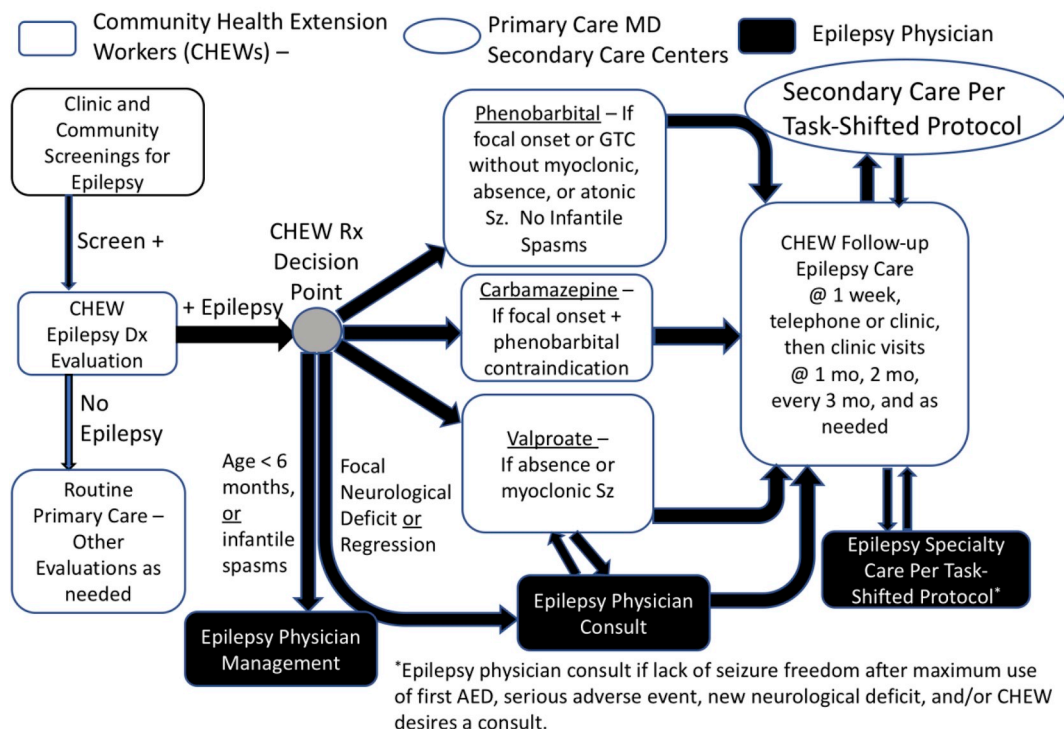 Community Health Extension
Workers (CHEWs) –
Primary Care MD
Secondary Care Centers
Epilepsy Physician
Clinic and
Community
Screenings for
Epilepsy
Screen +
CHEW
Epilepsy Dx
Evaluation
No
Epilepsy
Routine
Primary Care –
Other
Evaluations as
needed
+ Epilepsy
CHEW Rx
Decision
Point
Age < 6
months,
or
infantile
spasms
Focal
Neurological
Deficit or
Regression
Phenobarbital – If
focal onset or GTC
without myoclonic,
absence, or atonic
Sz.  No Infantile
Spasms
Carbamazepine –
If focal onset +
phenobarbital
contraindication
Valproate –
If absence or
myoclonic Sz
Epilepsy Physician
Management
Epilepsy Physician
Consult
Secondary Care Per
Task-Shifted Protocol
CHEW Follow-up
Epilepsy Care
@ 1 week,
telephone or clinic,
then clinic visits
@ 1 mo, 2 mo,
every 3 mo, and as
needed
Epilepsy Specialty
Care Per Task-
Shifted Protocol*
*Epilepsy physician consult if lack of seizure freedom after maximum use
of first AED, serious adverse event, new neurological deficit, and/or CHEW
desires a consult.